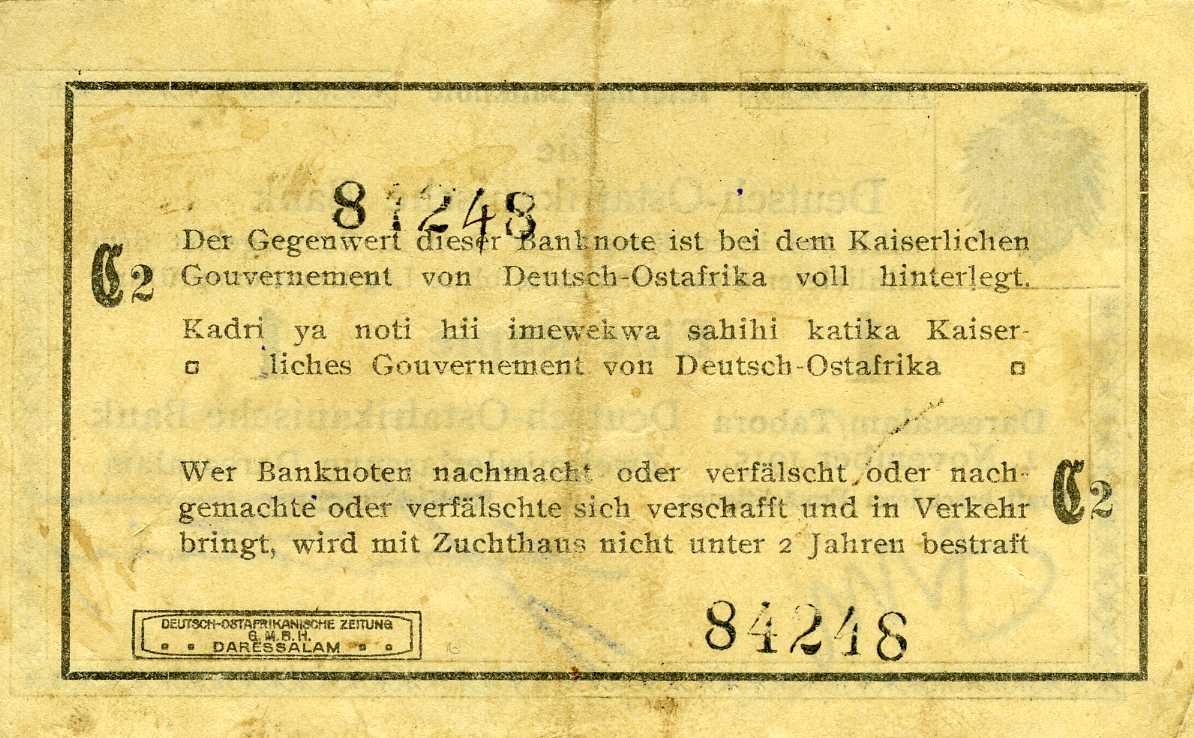 84248
Der Gegenwert dieser Banknote ist bei dem Kaiserlichen
C2 Gouvernement von Deutsch-Ostafrika voll hinterlegt.
Kadri ya noti hii imewekwa sahihi katika Kaiser-
liches Gouvernement von Deutsch-Ostafrika
Wer Banknoten nachmacht oder verfälscht oder nach-
gemachte oder verfälschte sich verschafft und in Verkehr C2
bringt, wird mit Zuchthaus nicht unter 2 Jahren bestraft
DEUTSCH-OSTAFRIKANISCHE ZEITUNG
G.M.B.H.
DARESSALAM
84248